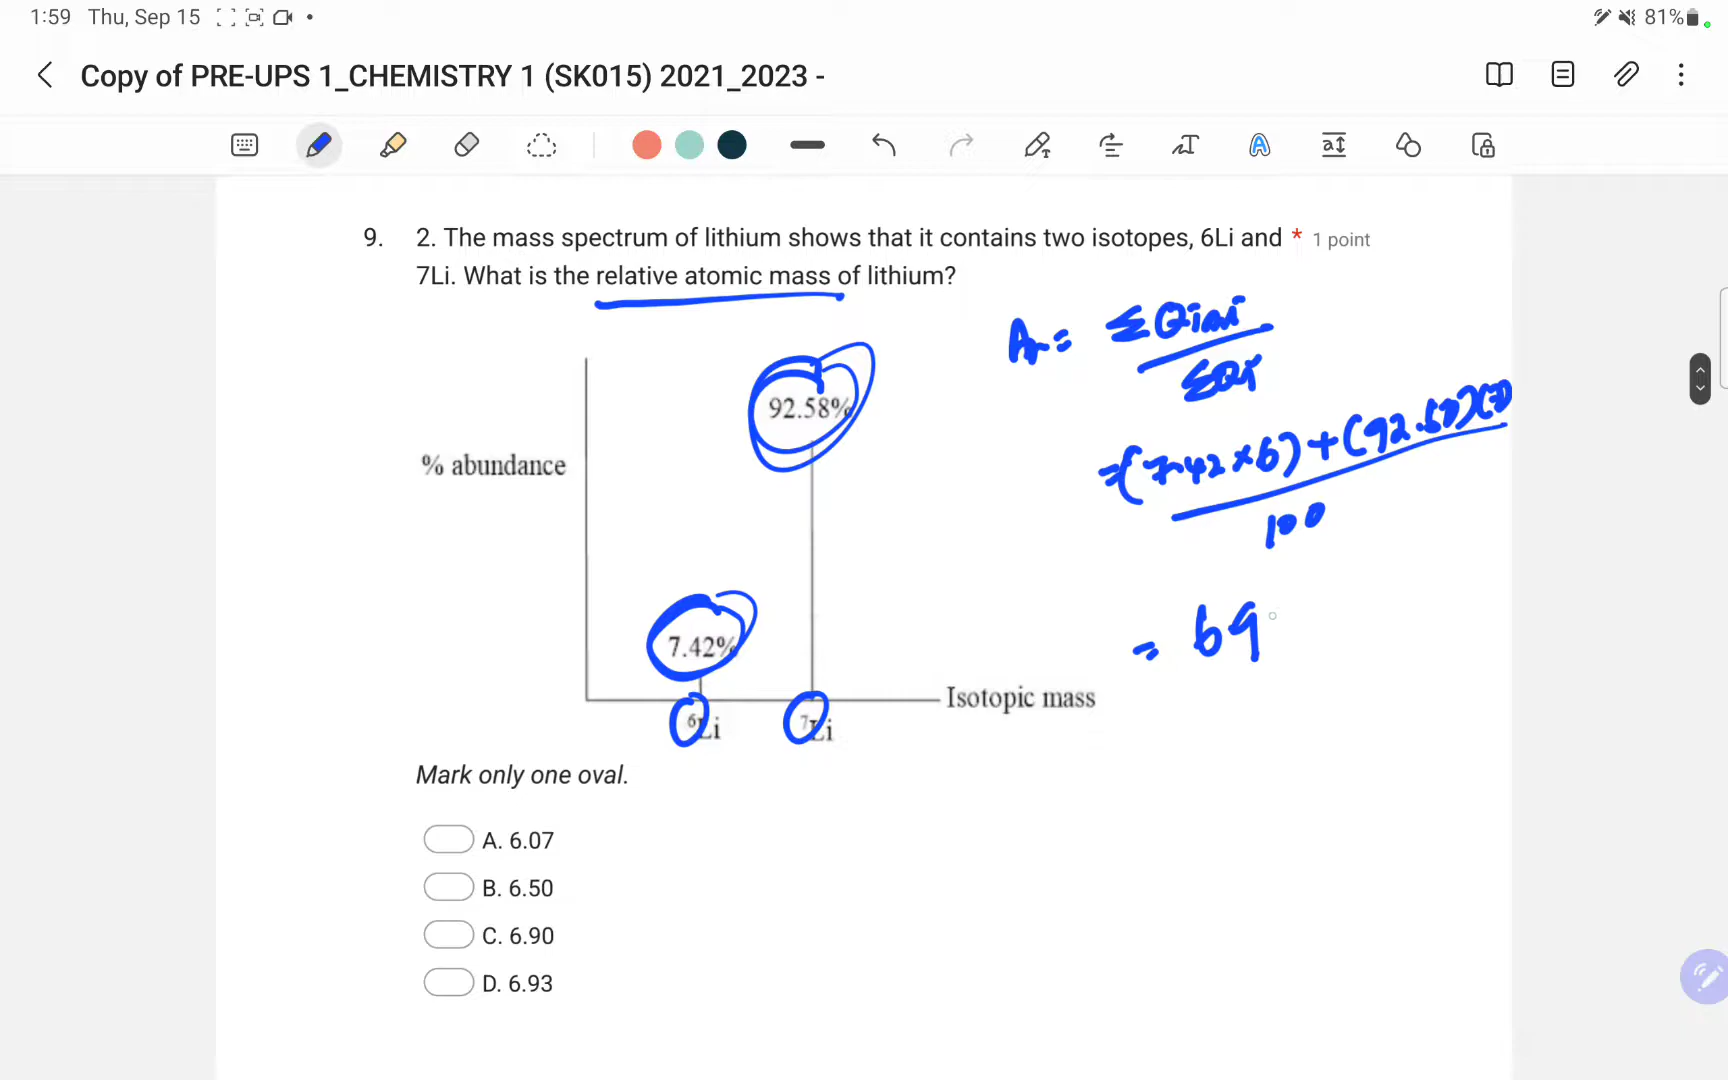 1:59 Thu, Sep 15
81%
Copy of PRE-UPS 1_CHEMISTRY 1 (SK015) 2021_2023 -
9. 2. The mass spectrum of lithium shows that it contains two isotopes, 6Li and * 1 point
7Li. What is the relative atomic mass of lithium?
Ar = ΣQimi
ΣQi
92.58%
% abundance
=(7.42×6)+(92.58)(7)
100
7.42%
= 69
Isotopic mass
⁶Li ⁷Li
Mark only one oval.
A. 6.07
B. 6.50
C. 6.90
D. 6.93